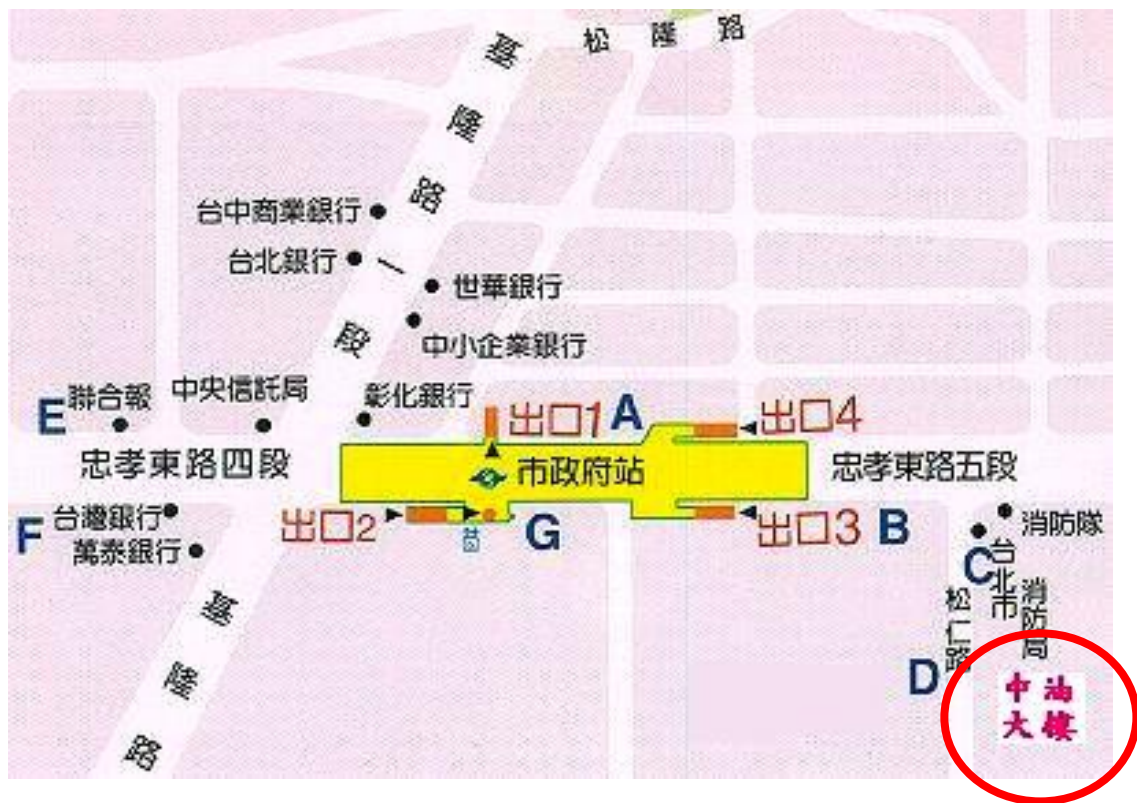 松隆路
基隆路一段
台中商業銀行
台北銀行
世華銀行
中小企業銀行
彰化銀行
中央信託局
E 聯合報
出口1 A
出口4
忠孝東路四段
市政府站
忠孝東路五段
F 台灣銀行
萬泰銀行
出口2
G
出口3 B
消防隊
C
台北市
消防局
松仁路
D
中油
大樓
基隆路